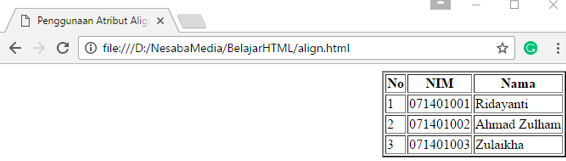 Penggunaan Atribut Alig
file:///D:/NesabaMedia/BelajarHTML/align.html
No NIM Nama
1 071401001 Ridayanti
2 071401002 Ahmad Zulham
3 071401003 Zulaikha